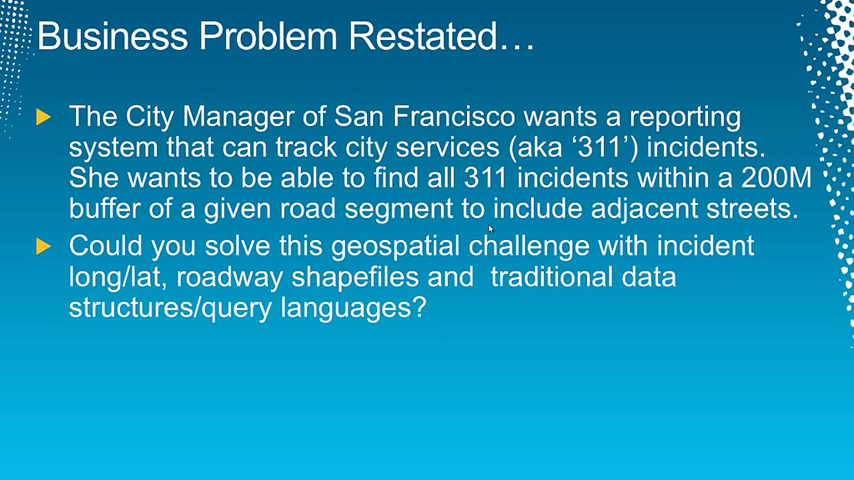 Business Problem Restated…
The City Manager of San Francisco wants a reporting
system that can track city services (aka ‘311’) incidents.
She wants to be able to find all 311 incidents within a 200M
buffer of a given road segment to include adjacent streets.
Could you solve this geospatial challenge with incident
long/lat, roadway shapefiles and  traditional data
structures/query languages?